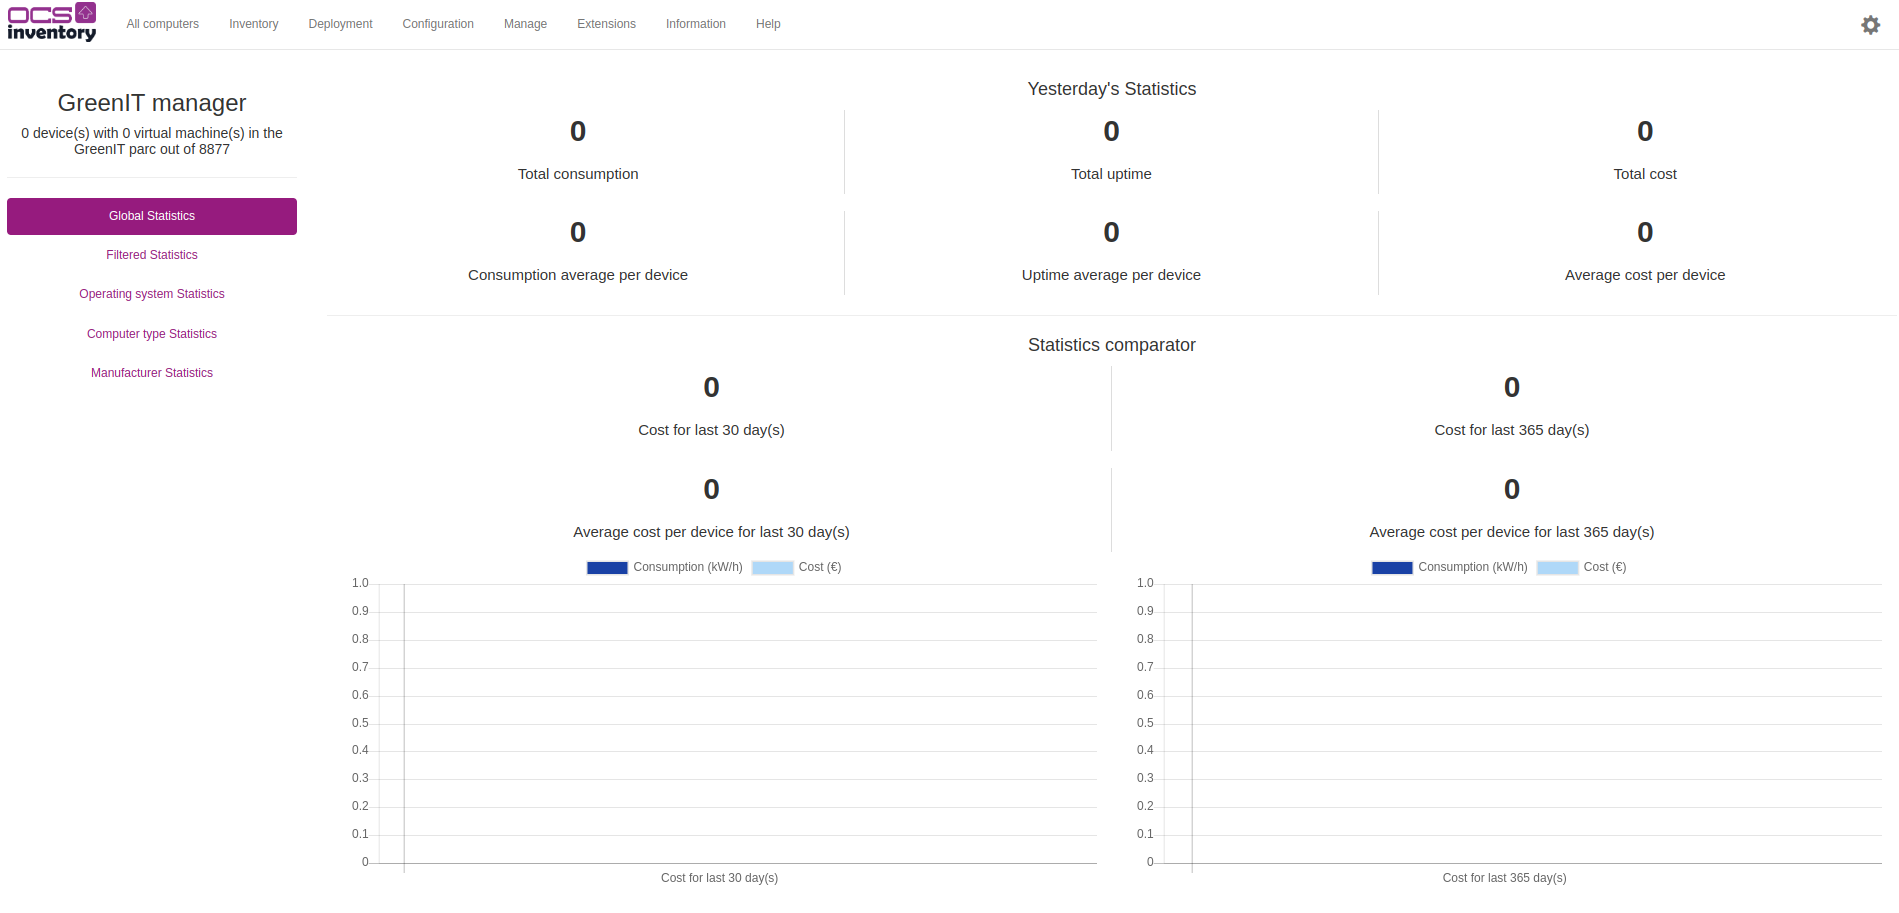 OCS
inventory
All computers
Inventory
Deployment
Configuration
Manage
Extensions
Information
Help
GreenIT manager
0 device(s) with 0 virtual machine(s) in the
GreenIT parc out of 8877
Global Statistics
Filtered Statistics
Operating system Statistics
Computer type Statistics
Manufacturer Statistics
Yesterday's Statistics
0
Total consumption
0
Total uptime
0
Total cost
0
Consumption average per device
0
Uptime average per device
0
Average cost per device
Statistics comparator
0
Cost for last 30 day(s)
0
Cost for last 365 day(s)
0
Average cost per device for last 30 day(s)
0
Average cost per device for last 365 day(s)
Consumption (kW/h)
Cost (€)
1.0
0.9
0.8
0.7
0.6
0.5
0.4
0.3
0.2
0.1
0
Cost for last 30 day(s)
Consumption (kW/h)
Cost (€)
1.0
0.9
0.8
0.7
0.6
0.5
0.4
0.3
0.2
0.1
0
Cost for last 365 day(s)